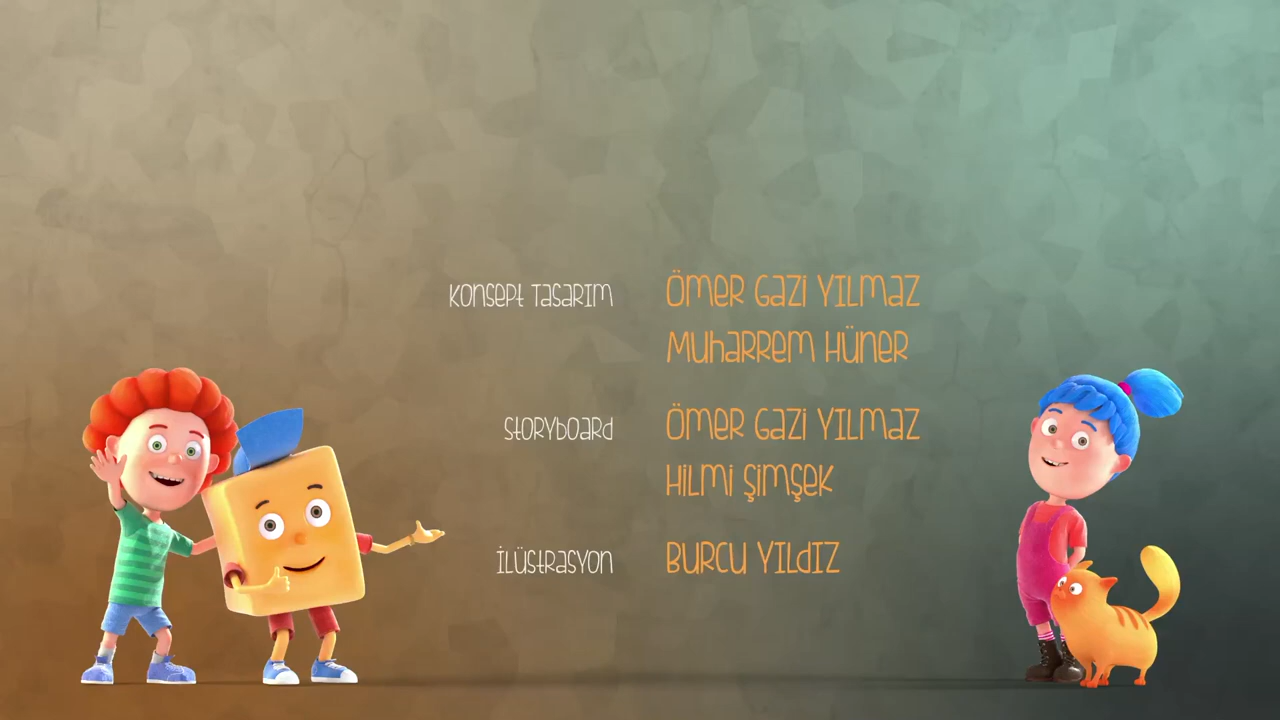 Konsept Tasarım Ömer Gazi Yılmaz
Muharrem Hüner
Storyboard Ömer Gazi Yılmaz
Hilmi Şimşek
İlüstrasyon Burcu Yıldız